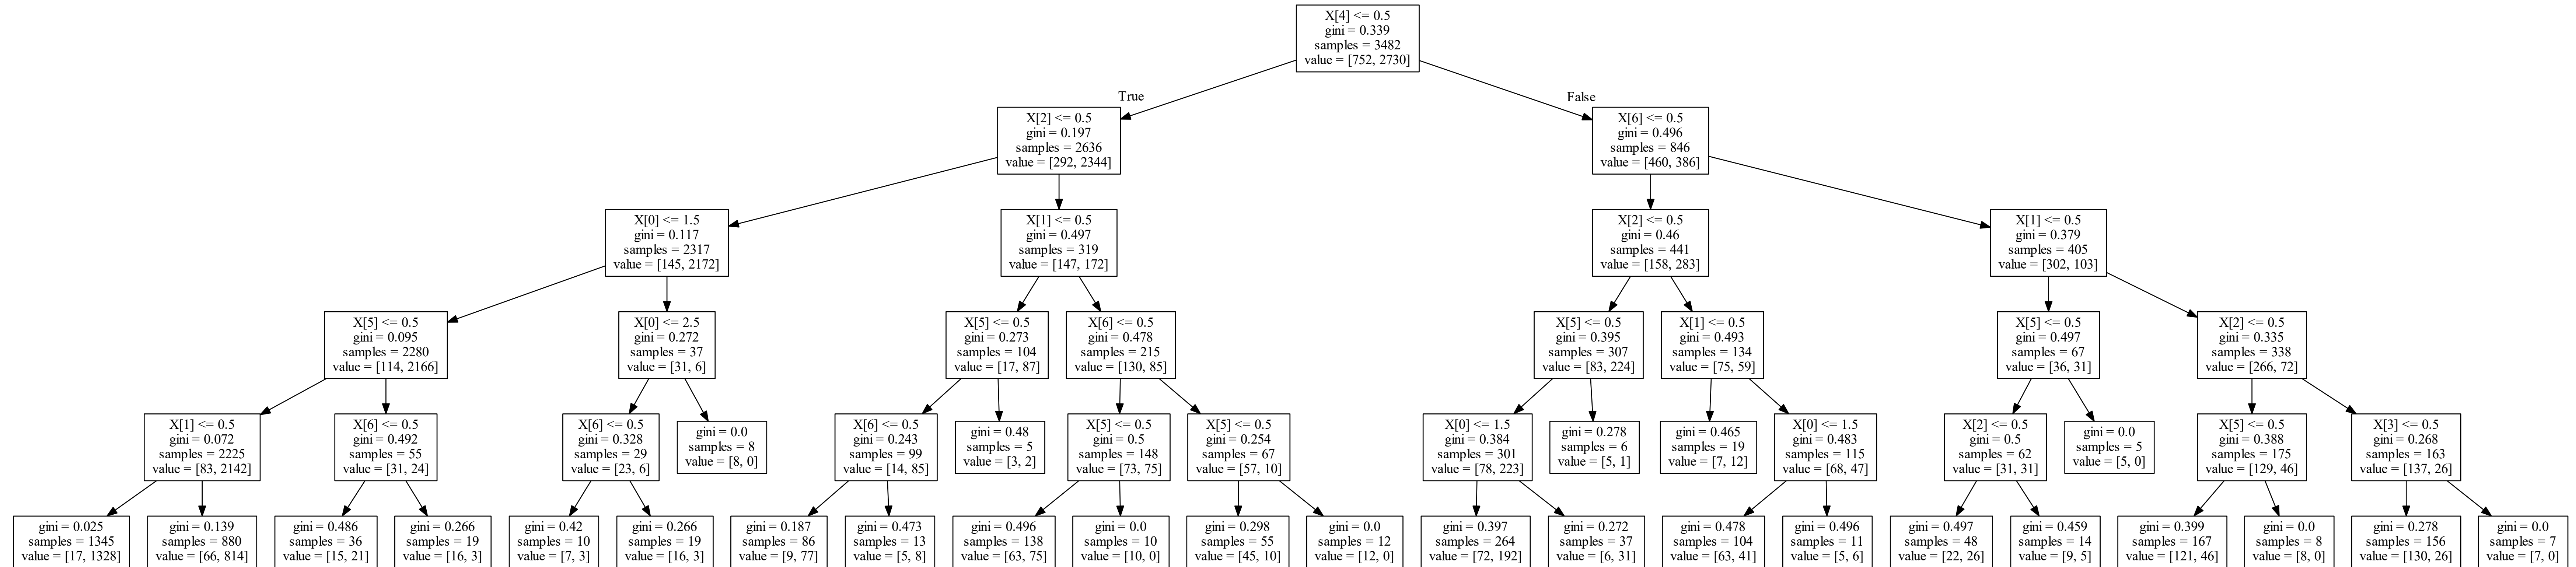 X[4] <= 0.5
gini = 0.339
samples = 3482
value = [752, 2730]
True
False
X[2] <= 0.5
gini = 0.197
samples = 2636
value = [292, 2344]
X[6] <= 0.5
gini = 0.496
samples = 846
value = [460, 386]
X[0] <= 1.5
gini = 0.117
samples = 2317
value = [145, 2172]
X[1] <= 0.5
gini = 0.497
samples = 319
value = [147, 172]
X[2] <= 0.5
gini = 0.46
samples = 441
value = [158, 283]
X[1] <= 0.5
gini = 0.379
samples = 405
value = [302, 103]
X[5] <= 0.5
gini = 0.095
samples = 2280
value = [114, 2166]
X[0] <= 2.5
gini = 0.272
samples = 37
value = [31, 6]
X[5] <= 0.5
gini = 0.273
samples = 104
value = [17, 87]
X[6] <= 0.5
gini = 0.478
samples = 215
value = [130, 85]
X[5] <= 0.5
gini = 0.395
samples = 307
value = [83, 224]
X[1] <= 0.5
gini = 0.493
samples = 134
value = [75, 59]
X[5] <= 0.5
gini = 0.497
samples = 67
value = [36, 31]
X[2] <= 0.5
gini = 0.335
samples = 338
value = [266, 72]
X[1] <= 0.5
gini = 0.072
samples = 2225
value = [83, 2142]
X[6] <= 0.5
gini = 0.492
samples = 55
value = [31, 24]
X[6] <= 0.5
gini = 0.328
samples = 29
value = [23, 6]
gini = 0.0
samples = 8
value = [8, 0]
X[6] <= 0.5
gini = 0.243
samples = 99
value = [14, 85]
gini = 0.48
samples = 5
value = [3, 2]
X[5] <= 0.5
gini = 0.5
samples = 148
value = [73, 75]
X[5] <= 0.5
gini = 0.254
samples = 67
value = [57, 10]
X[0] <= 1.5
gini = 0.384
samples = 301
value = [78, 223]
gini = 0.278
samples = 6
value = [5, 1]
gini = 0.465
samples = 19
value = [7, 12]
X[0] <= 1.5
gini = 0.483
samples = 115
value = [68, 47]
X[2] <= 0.5
gini = 0.5
samples = 62
value = [31, 31]
gini = 0.0
samples = 5
value = [5, 0]
X[5] <= 0.5
gini = 0.388
samples = 175
value = [129, 46]
X[3] <= 0.5
gini = 0.268
samples = 163
value = [137, 26]
gini = 0.025
samples = 1345
value = [17, 1328]
gini = 0.139
samples = 880
value = [66, 814]
gini = 0.486
samples = 36
value = [15, 21]
gini = 0.266
samples = 19
value = [16, 3]
gini = 0.42
samples = 10
value = [7, 3]
gini = 0.266
samples = 19
value = [16, 3]
gini = 0.187
samples = 86
value = [9, 77]
gini = 0.473
samples = 13
value = [5, 8]
gini = 0.496
samples = 138
value = [63, 75]
gini = 0.0
samples = 10
value = [10, 0]
gini = 0.298
samples = 55
value = [45, 10]
gini = 0.0
samples = 12
value = [12, 0]
gini = 0.397
samples = 264
value = [72, 192]
gini = 0.272
samples = 37
value = [6, 31]
gini = 0.478
samples = 104
value = [63, 41]
gini = 0.496
samples = 11
value = [5, 6]
gini = 0.497
samples = 48
value = [22, 26]
gini = 0.459
samples = 14
value = [9, 5]
gini = 0.399
samples = 167
value = [121, 46]
gini = 0.0
samples = 8
value = [8, 0]
gini = 0.278
samples = 156
value = [130, 26]
gini = 0.0
samples = 7
value = [7, 0]